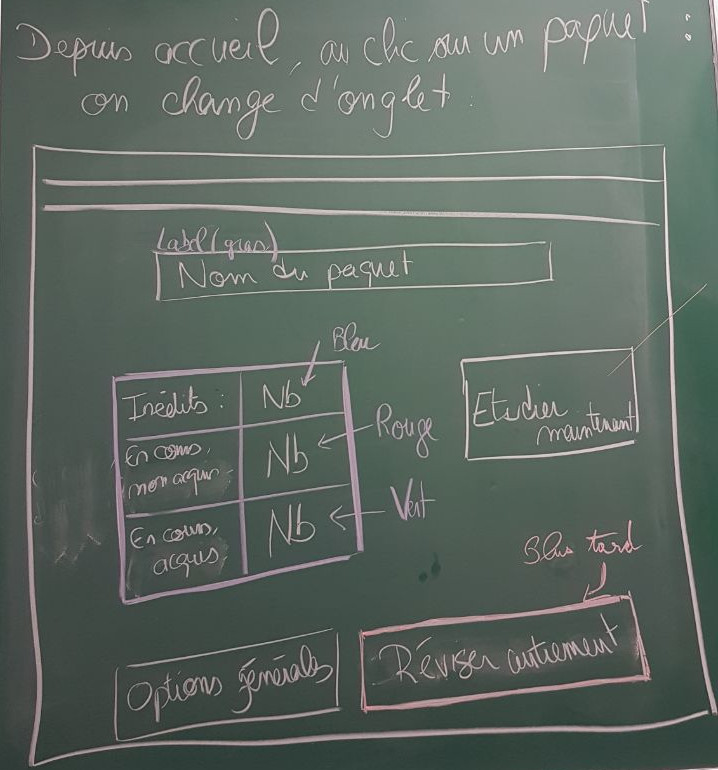 Depuis accueil, au clic sur un paquet :
on change d'onglet.
Label (gras)
Nom du paquet
Bleu
Inédits : Nb
Rouge
En cours, non acquis Nb
Etudier maintenant
Vert
En cours, acquis Nb
Plus tard
Options générales
Réviser autrement